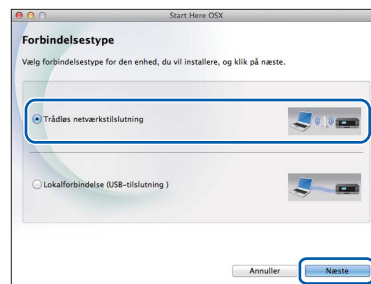 Start Here OSX
Forbindelsestype
Vælg forbindelsestype for den enhed, du vil installere, og klik på næste.
Trådløs netværkstilslutning
Lokalforbindelse (USB-tilslutning )
Annuller
Næste